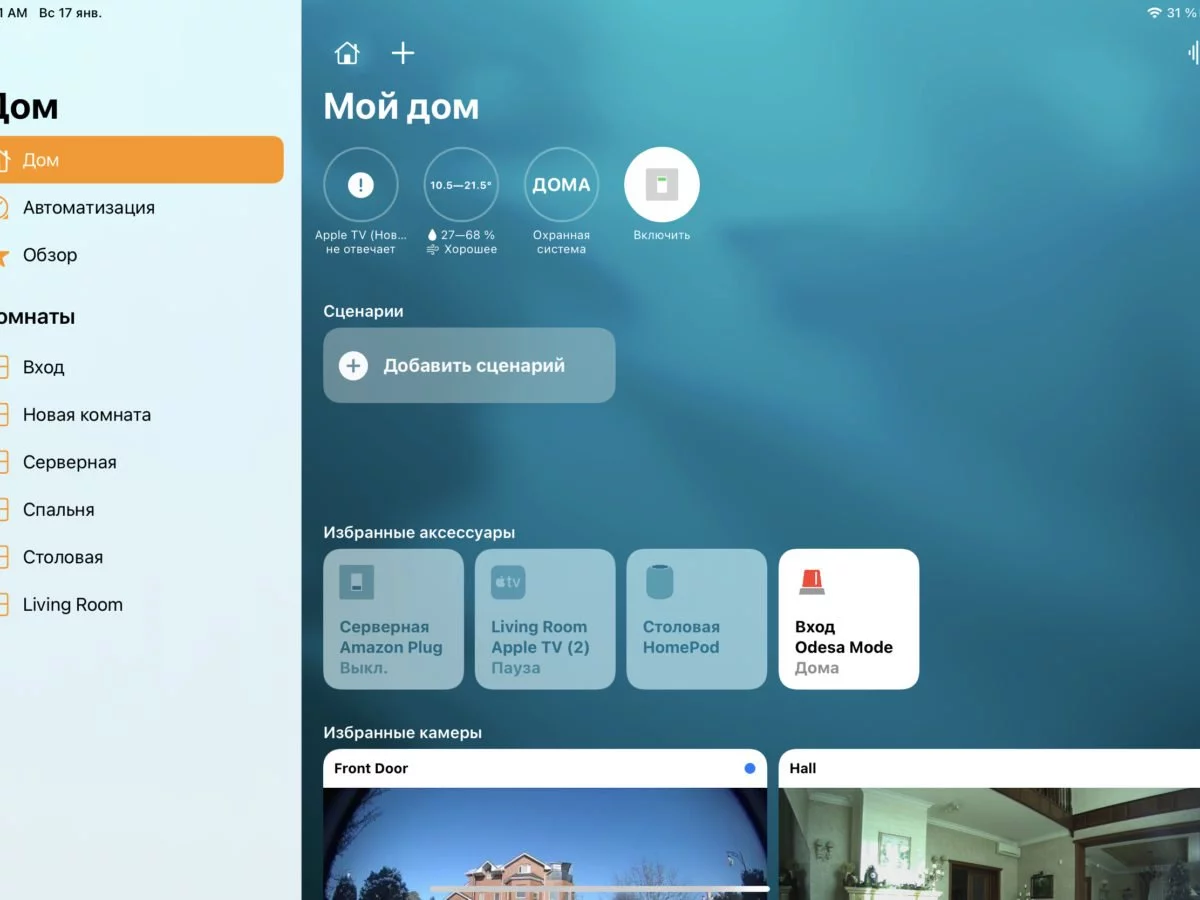 1 AM Вс 17 янв.
31 %
Дом
Дом
Автоматизация
Обзор
омнаты
Вход
Новая комната
Серверная
Спальня
Столовая
Living Room
Мой дом
10.5—21.5°
ДОМА
Apple TV (Нов...
не отвечает
27—68 %
Хорошее
Охранная
система
Включить
Сценарии
Добавить сценарий
Избранные аксессуары
Серверная
Amazon Plug
Выкл.
tv
Living Room
Apple TV (2)
Пауза
Столовая
HomePod
Вход
Odesa Mode
Дома
Избранные камеры
Front Door
Hall